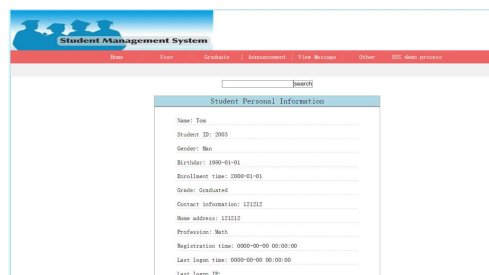 Student Management System
Home User Graduate Announcement View Message Other XSS demo process
search
Student Personal Information
Name: Tom
Student ID: 2003
Gender: Man
Birthday: 1980-01-01
Enrollment time: 2000-01-01
Grade: Graduated
Contact information: 121212
Home address: 121212
Profession: Math
Registration time: 0000-00-00 00:00:00
Last logon time: 0000-00-00 00:00:00
Last logon IP: